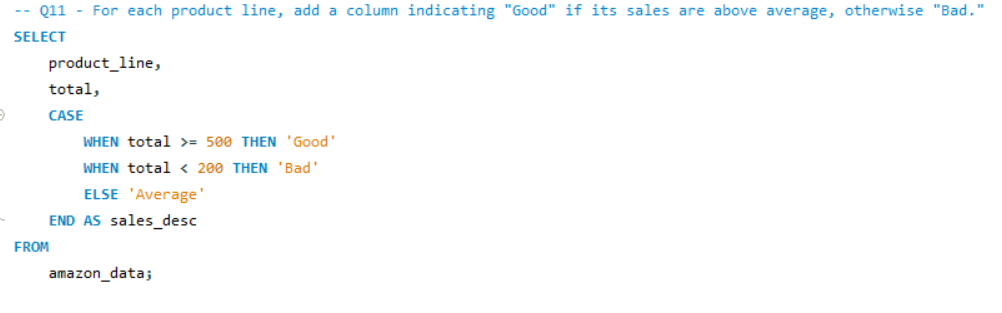 -- Q11 - For each product line, add a column indicating "Good" if its sales are above average, otherwise "Bad."
SELECT
    product_line,
    total,
    CASE
        WHEN total >= 500 THEN 'Good'
        WHEN total < 200 THEN 'Bad'
        ELSE 'Average'
    END AS sales_desc
FROM
    amazon_data;